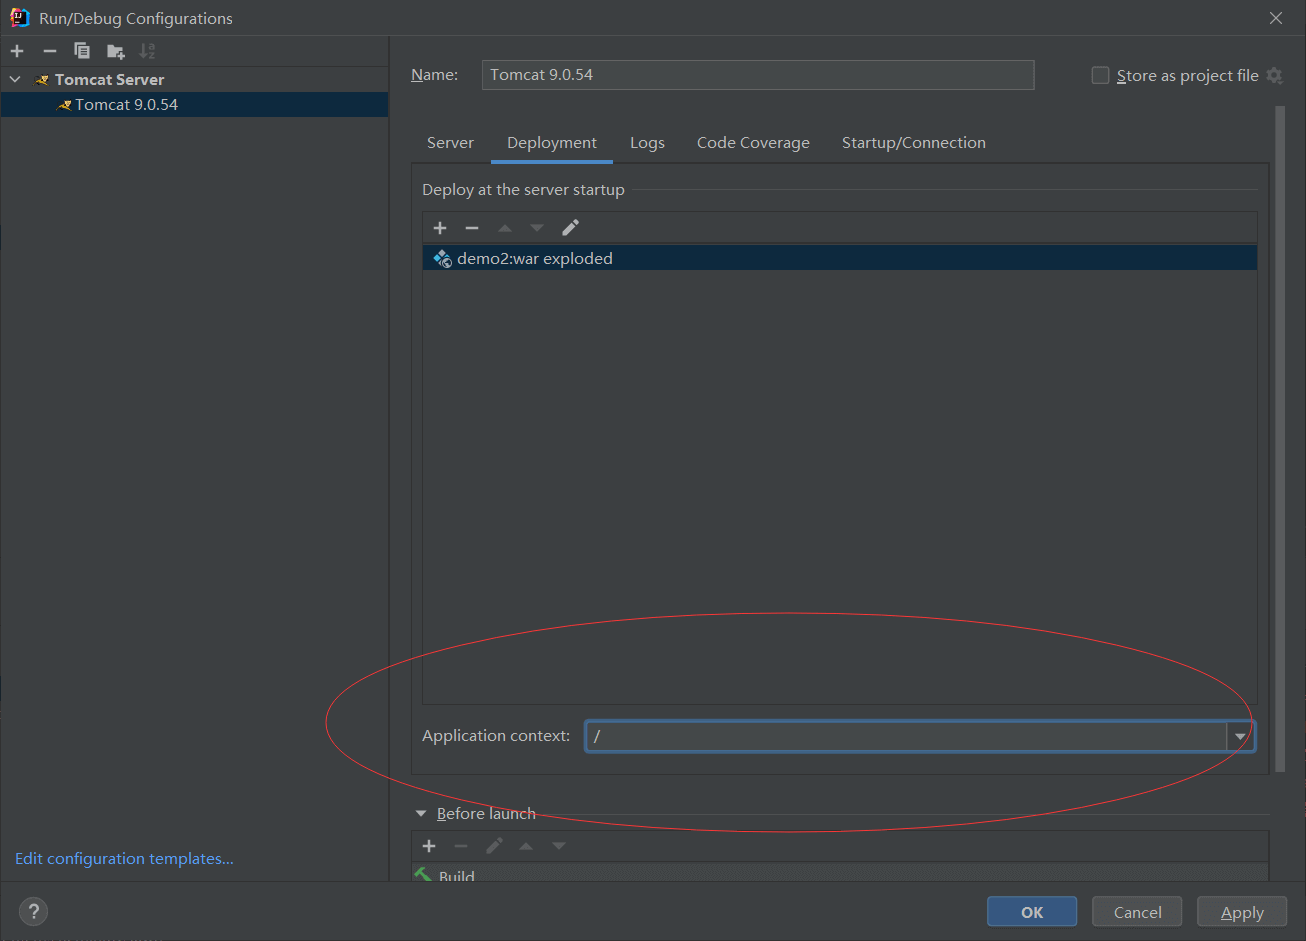 Run/Debug Configurations
Tomcat Server
Tomcat 9.0.54
Name: Tomcat 9.0.54 Store as project file
Server Deployment Logs Code Coverage Startup/Connection
Deploy at the server startup
demo2:war exploded
Application context: /
Before launch
Build
Edit configuration templates...
? OK Cancel Apply